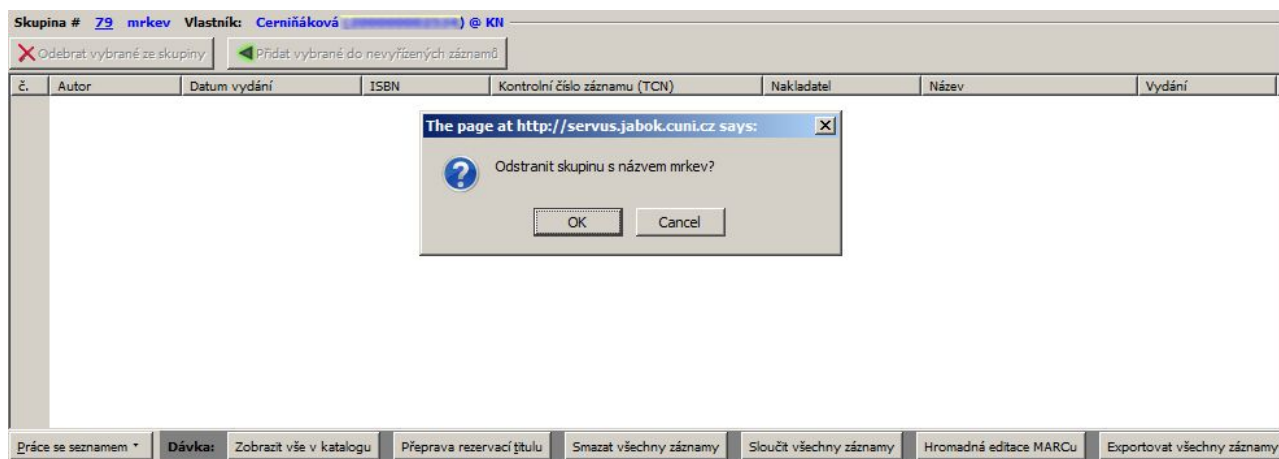 Skupina # 79 mrkev Vlastník: Cerniňáková ) @ KN
Odebrat vybrané ze skupiny Přidat vybrané do nevyřízených záznamů
č. Autor Datum vydání ISBN Kontrolní číslo záznamu (TCN) Nakladatel Název Vydání
The page at http://servus.jabok.cuni.cz says:
Odstranit skupinu s názvem mrkev?
OK Cancel
Práce se seznamem Dávka: Zobrazit vše v katalogu Přeprava rezervací titulu Smazat všechny záznamy Sloučit všechny záznamy Hromadná editace MARCu Exportovat všechny záznamy